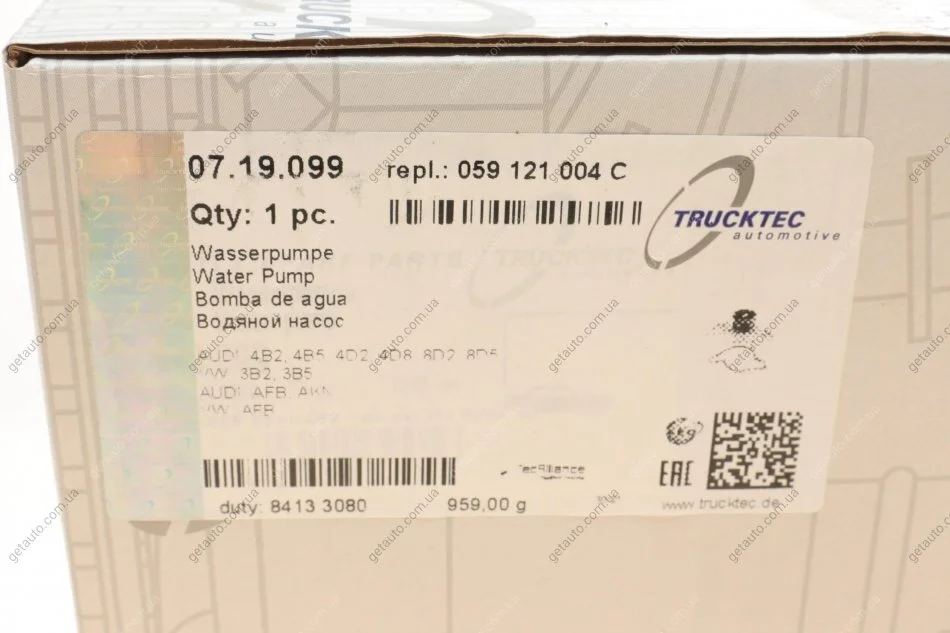 TRUCKTEC
07.19.099 repl.: 059 121 004 C
Qty: 1 pc.
TRUCKTEC
automotive
Wasserpumpe
Water Pump
Bomba de agua
Водяной насос
AUDI 4B2, 4B5, 4D2, 4D8, 8D2, 8D5
VW 3B2, 3B5
AUDI AFB, AKN
VW AFB
TecAlliance
EAC
duty: 8413 3080 959,00 g
www.trucktec.de
getauto.com.ua